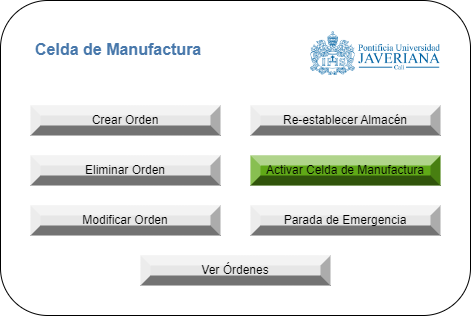 Celda de Manufactura
Pontificia Universidad
JAVERIANA
Cali
Crear Orden
Re-establecer Almacén
Eliminar Orden
Activar Celda de Manufactura
Modificar Orden
Parada de Emergencia
Ver Órdenes